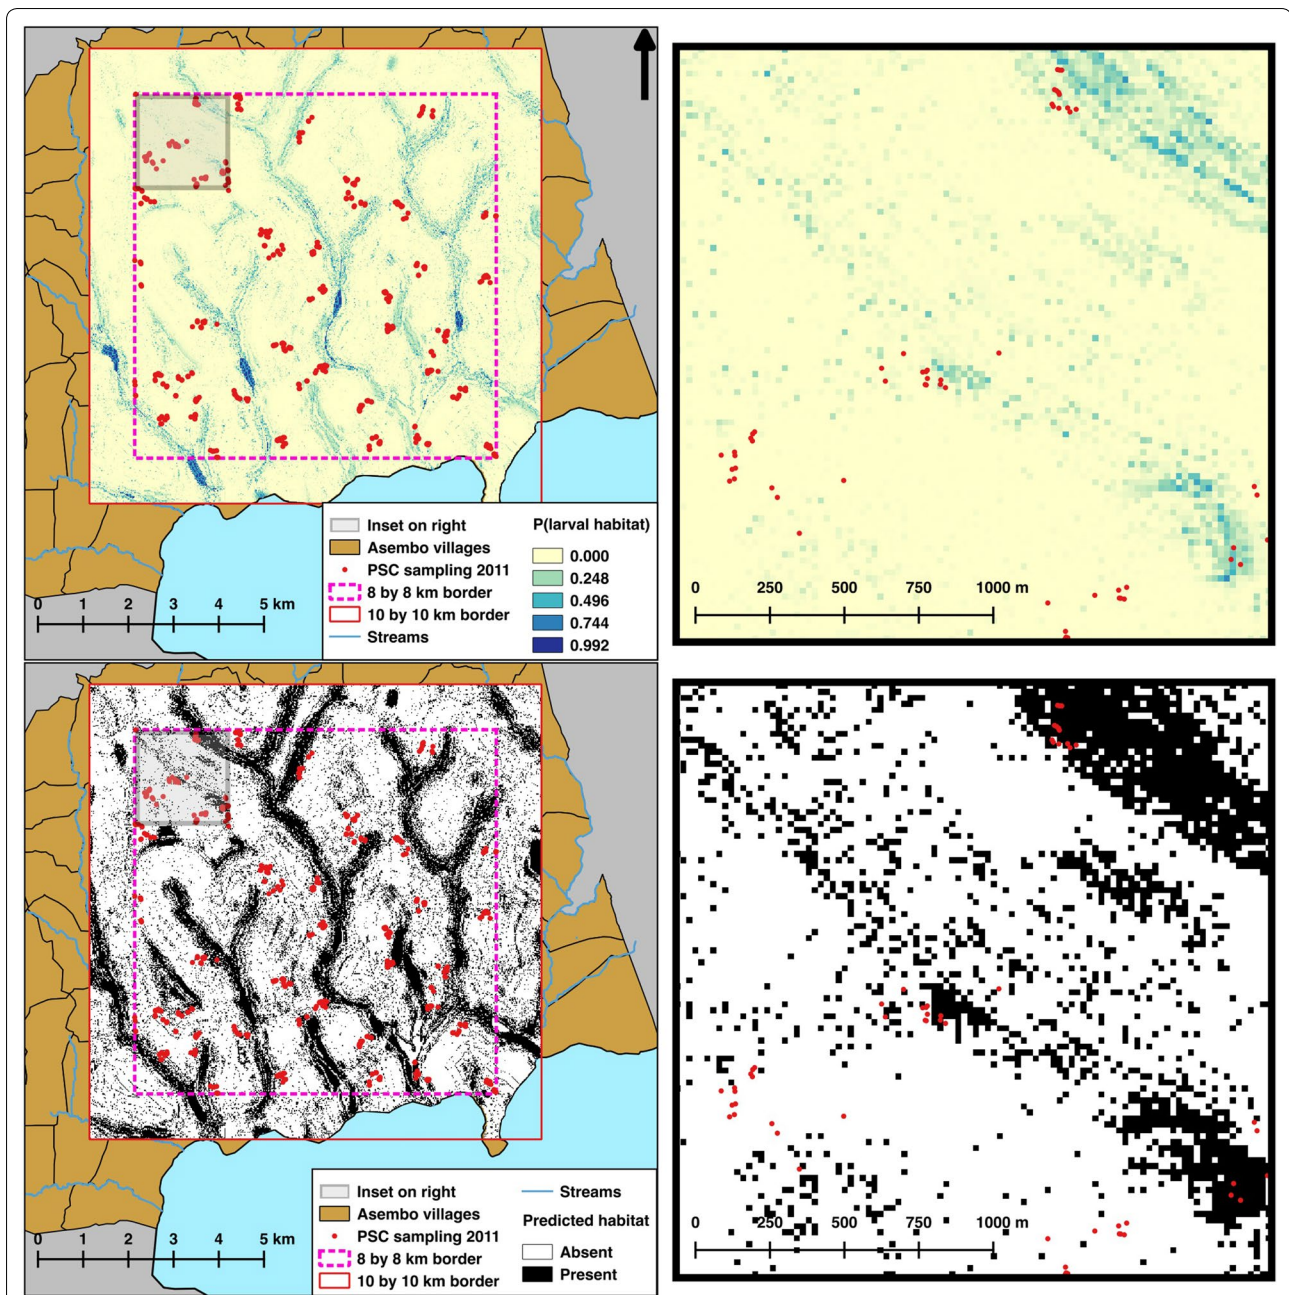 Inset on right
Asembo villages
PSC sampling 2011
8 by 8 km border
10 by 10 km border
Streams
P(larval habitat)
0.000
0.248
0.496
0.744
0.992
0 1 2 3 4 5 km
0 250 500 750 1000 m
Inset on right
Asembo villages
PSC sampling 2011
8 by 8 km border
10 by 10 km border
Streams
Predicted habitat
Absent
Present
0 1 2 3 4 5 km
0 250 500 750 1000 m